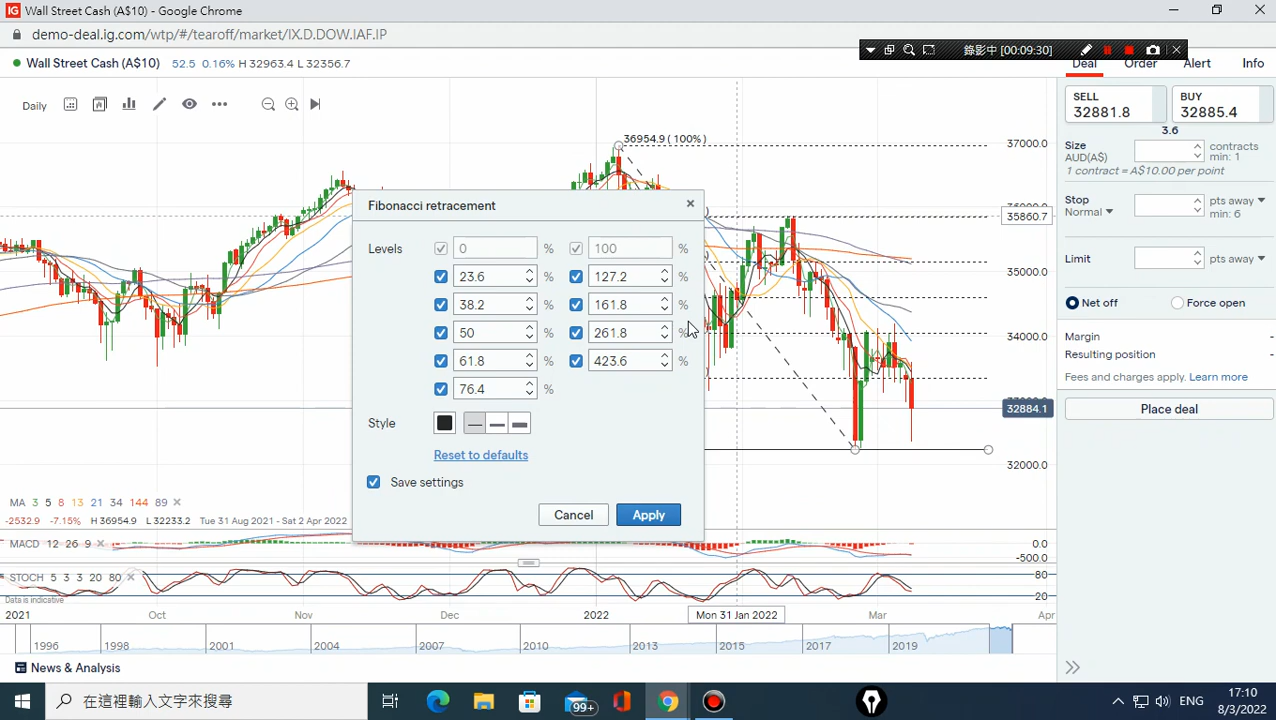 IG Wall Street Cash (A$10) - Google Chrome
demo-deal.ig.com/wtp/#/tearoff/market/IX.D.DOW.IAF.IP
錄影中 [00:09:30]
Wall Street Cash (A$10) 52.5 0.16% H 32963.4 L 32356.7
Deal Order Alert Info
Daily
SELL
32881.8
BUY
32885.4
3.6
Size
AUD(A$)
contracts
min: 1
1 contract = A$10.00 per point
Stop
Normal
pts away
min: 6
Limit
pts away
Net off Force open
Margin -
Resulting position -
Fees and charges apply. Learn more
Place deal
36954.9 ( 100% )
37000.0
35860.7
35000.0
34000.0
32884.1
32000.0
Fibonacci retracement
Levels 0 % 100 %
23.6 % 127.2 %
38.2 % 161.8 %
50 % 261.8 %
61.8 % 423.6 %
76.4 %
Style
Reset to defaults
Save settings
Cancel Apply
MA 3 5 8 13 21 34 144 89
-2532.9 -7.15% H 36954.9 L 32233.2 Tue 31 Aug 2021 - Sat 2 Apr 2022
MACD 12 26 9
0.0
-500.0
STOCH 5 3 3 20 80
80
20
Data is indicative
2021 Oct Nov Dec 2022 Mon 31 Jan 2022 Mar Apr
1996 1998 2001 2004 2007 2010 2013 2015 2017 2019
News & Analysis
在這裡輸入文字來搜尋
99+
ENG
17:10
8/3/2022